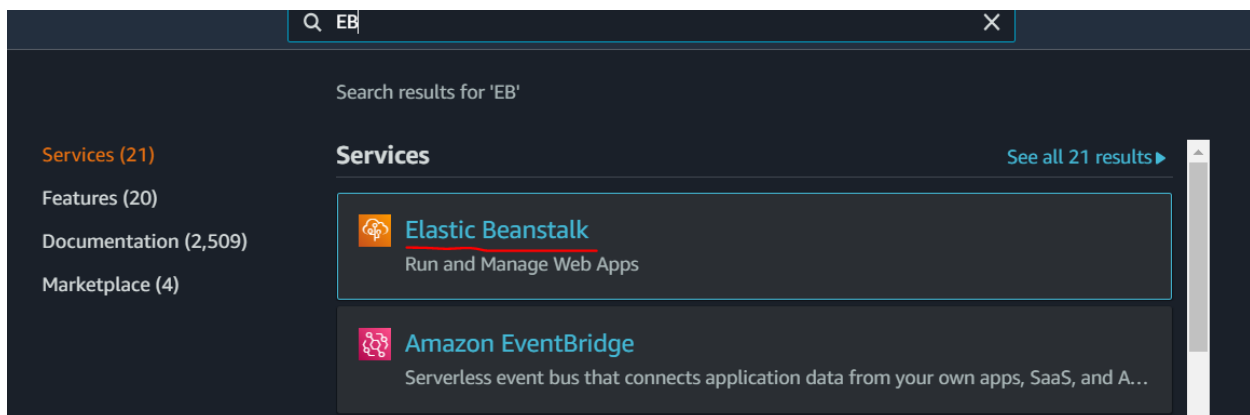 EB
Search results for 'EB'
Services (21)
Features (20)
Documentation (2,509)
Marketplace (4)
Services
See all 21 results
Elastic Beanstalk
Run and Manage Web Apps
Amazon EventBridge
Serverless event bus that connects application data from your own apps, SaaS, and A...